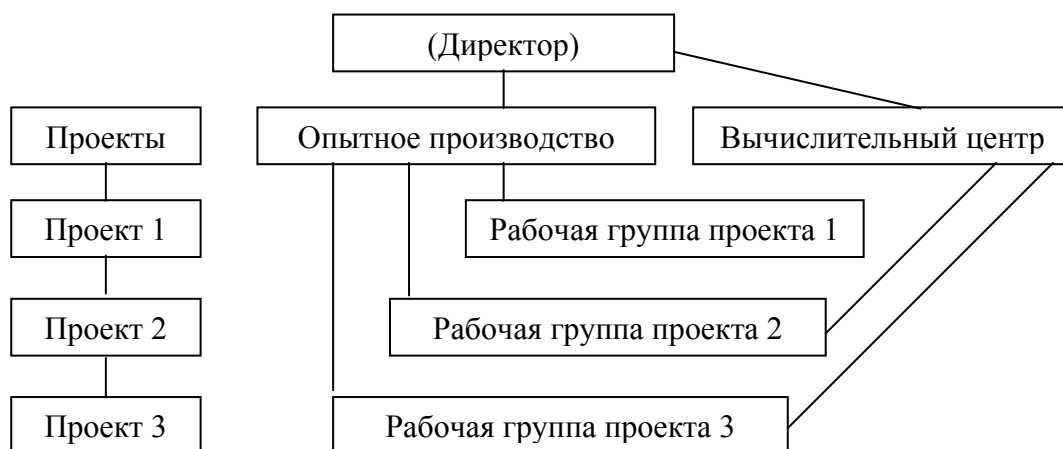 (Директор)
Проекты
Опытное производство
Вычислительный центр
Проект 1
Рабочая группа проекта 1
Проект 2
Рабочая группа проекта 2
Проект 3
Рабочая группа проекта 3